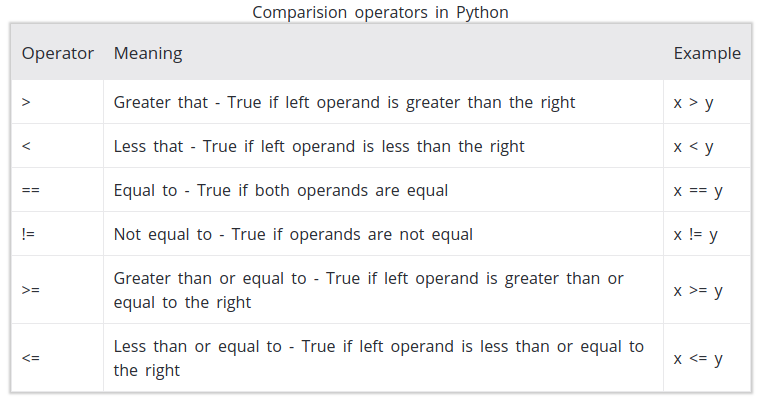 Comparision operators in Python
Operator Meaning Example
> Greater that - True if left operand is greater than the right x > y
< Less that - True if left operand is less than the right x < y
== Equal to - True if both operands are equal x == y
!= Not equal to - True if operands are not equal x != y
>= Greater than or equal to - True if left operand is greater than or
equal to the right x >= y
<= Less than or equal to - True if left operand is less than or equal to
the right x <= y